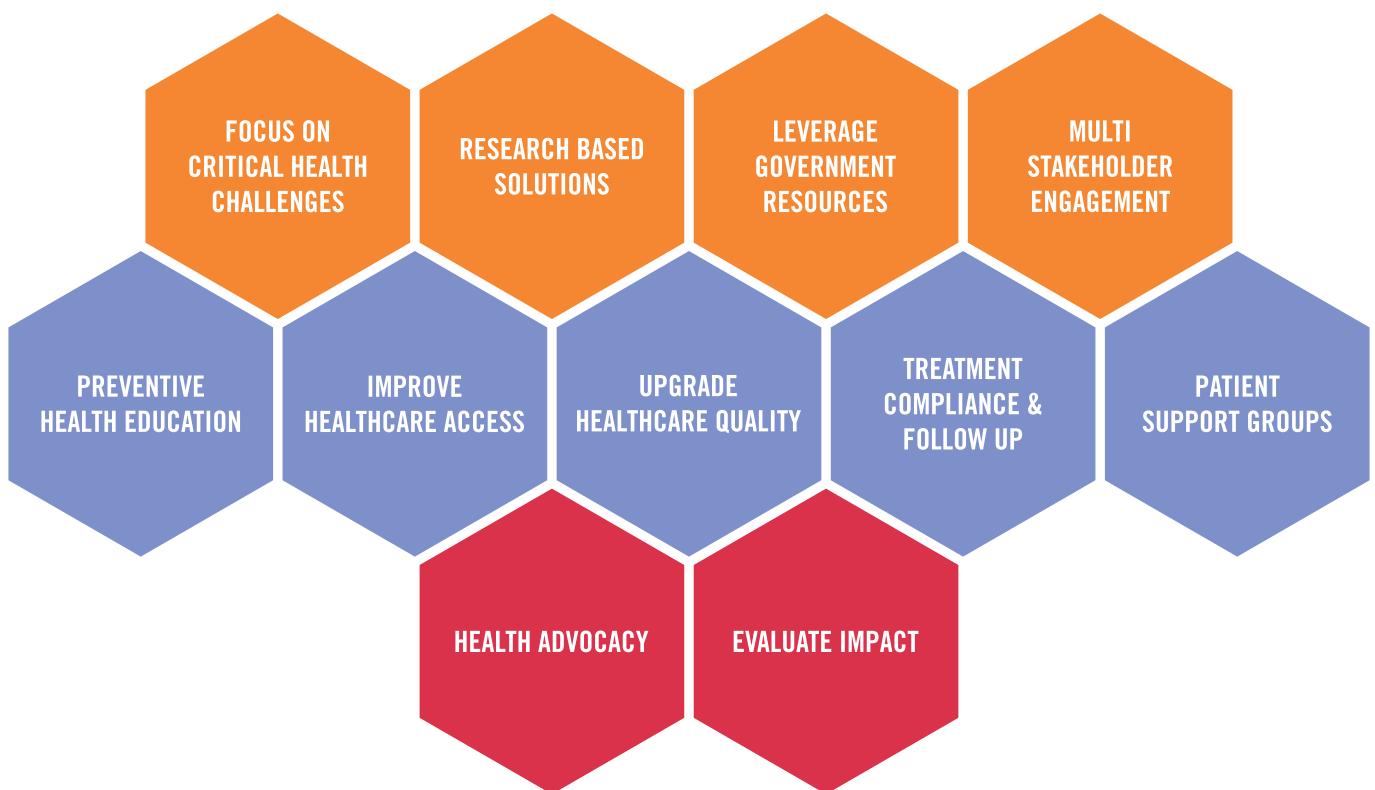 FOCUS ON
CRITICAL HEALTH
CHALLENGES
RESEARCH BASED
SOLUTIONS
LEVERAGE
GOVERNMENT
RESOURCES
MULTI
STAKEHOLDER
ENGAGEMENT
PREVENTIVE
HEALTH EDUCATION
IMPROVE
HEALTHCARE ACCESS
UPGRADE
HEALTHCARE QUALITY
TREATMENT
COMPLIANCE &
FOLLOW UP
PATIENT
SUPPORT GROUPS
HEALTH ADVOCACY
EVALUATE IMPACT